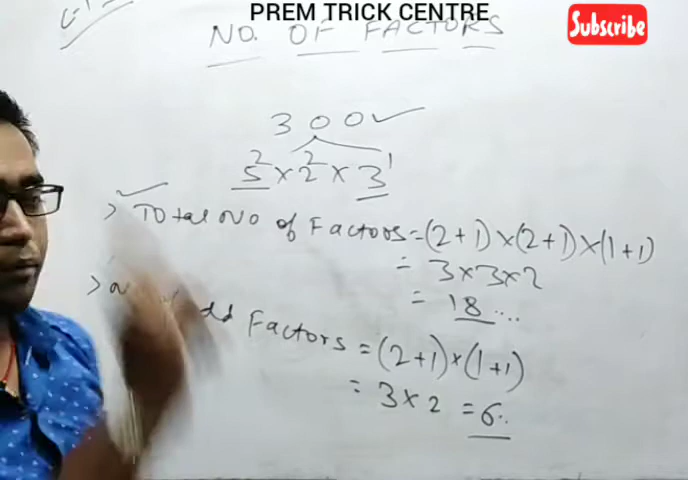 PREM TRICK CENTRE
Subscribe
NO. OF FACTORS
300✓
5² × 2² × 3¹
> Total No of Factors = (2+1) × (2+1) × (1+1)
= 3 × 3 × 2
= 18...
> Factors = (2+1) × (1+1)
= 3 × 2 = 6..